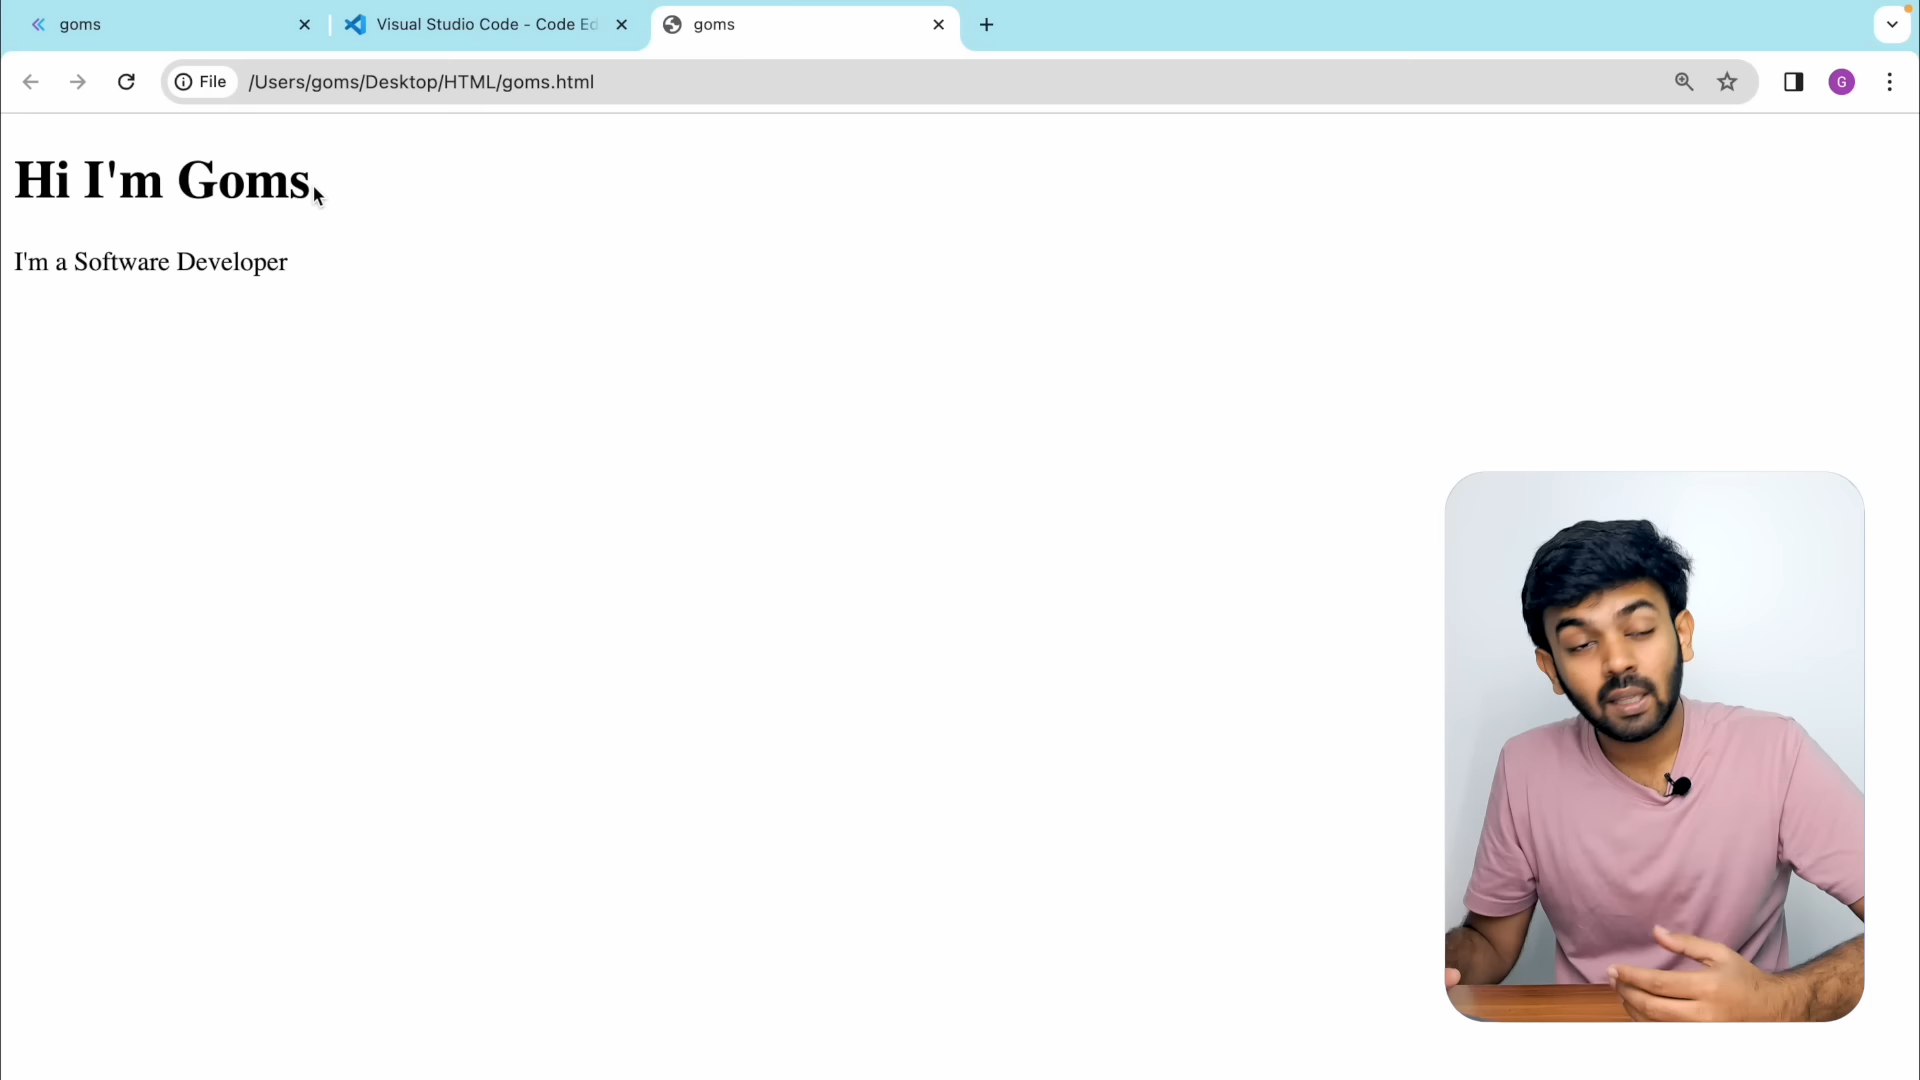 goms
Visual Studio Code - Code Ed
goms
File
/Users/goms/Desktop/HTML/goms.html
G
Hi I'm Goms
I'm a Software Developer